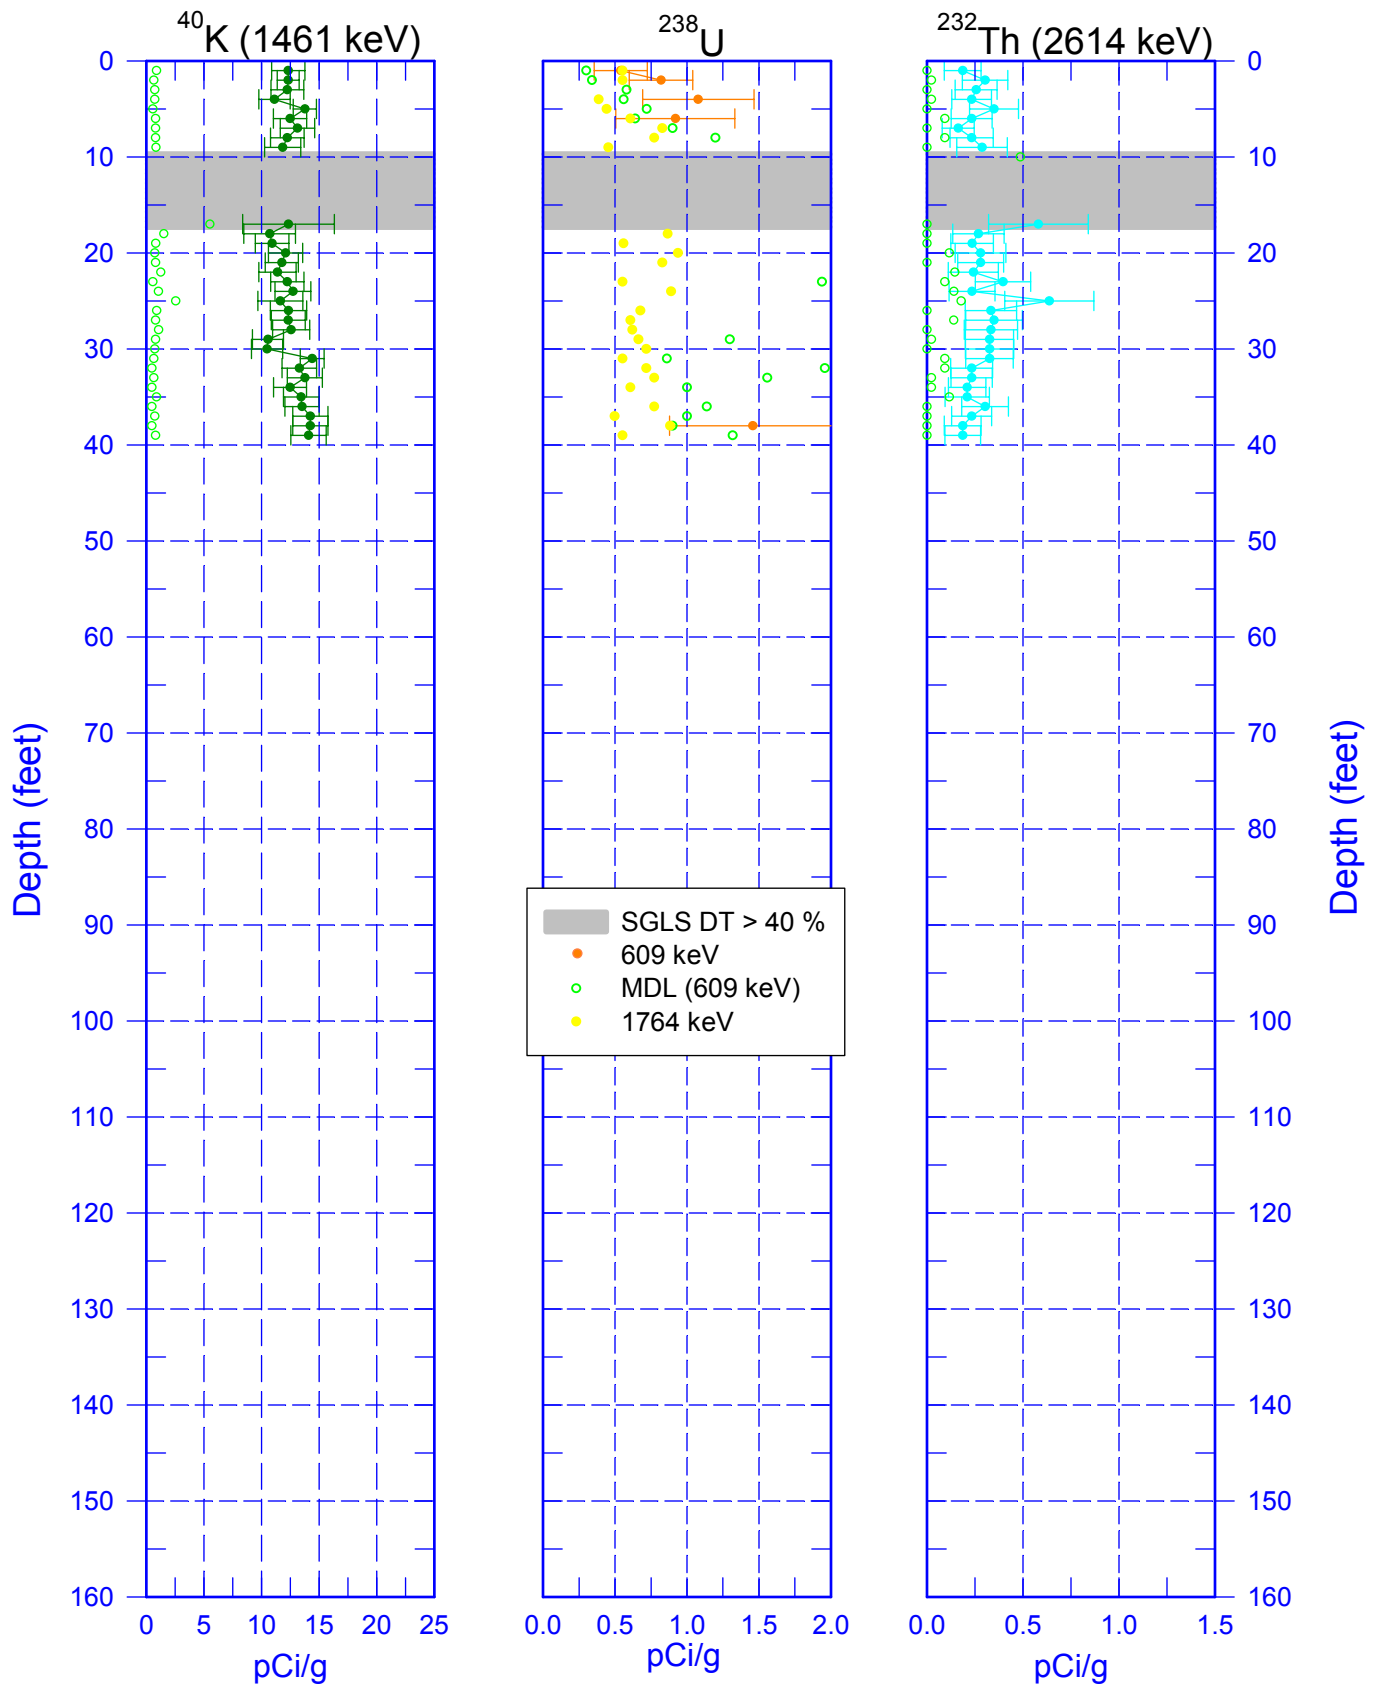 ⁴⁰K (1461 keV)
²³⁸U
²³²Th (2614 keV)
0
10
20
30
40
50
60
70
80
90
100
110
120
130
140
150
160
Depth (feet)
0 5 10 15 20 25
pCi/g
SGLS DT > 40 %
609 keV
MDL (609 keV)
1764 keV
0.0 0.5 1.0 1.5 2.0
pCi/g
0.0 0.5 1.0 1.5
pCi/g
0
10
20
30
40
50
60
70
80
90
100
110
120
130
140
150
160
Depth (feet)